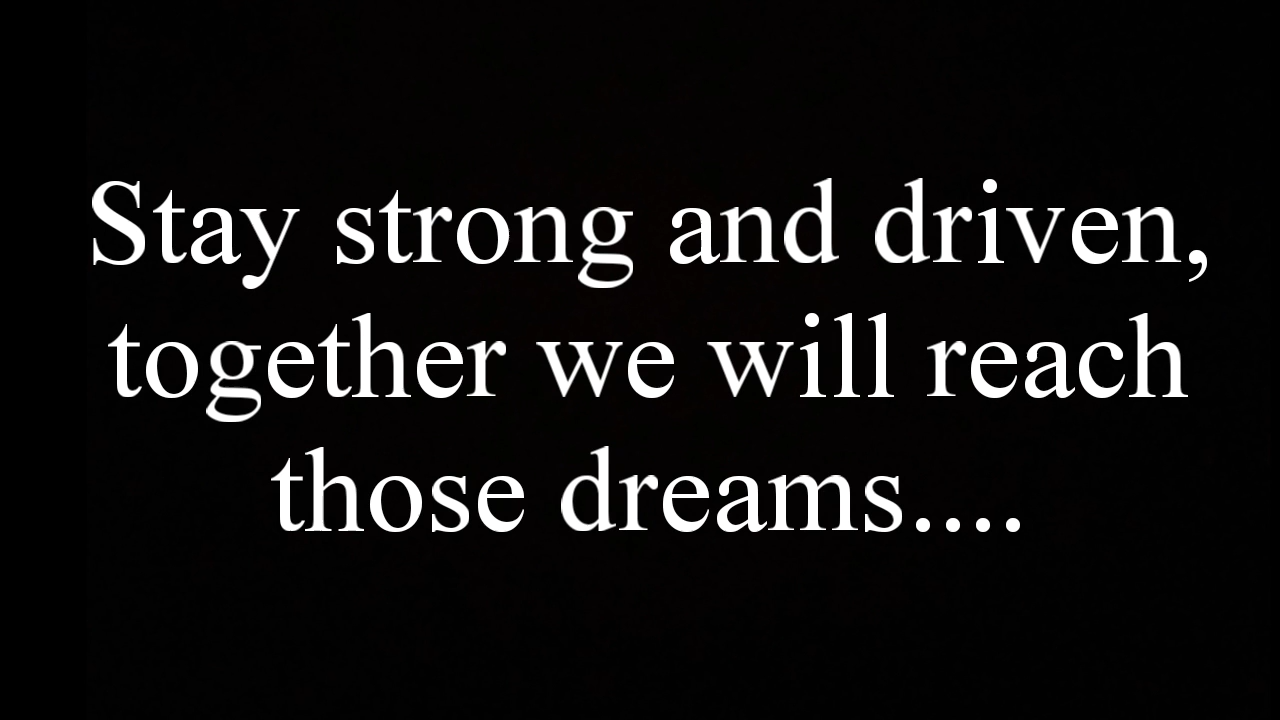 Stay strong and driven,
together we will reach
those dreams....